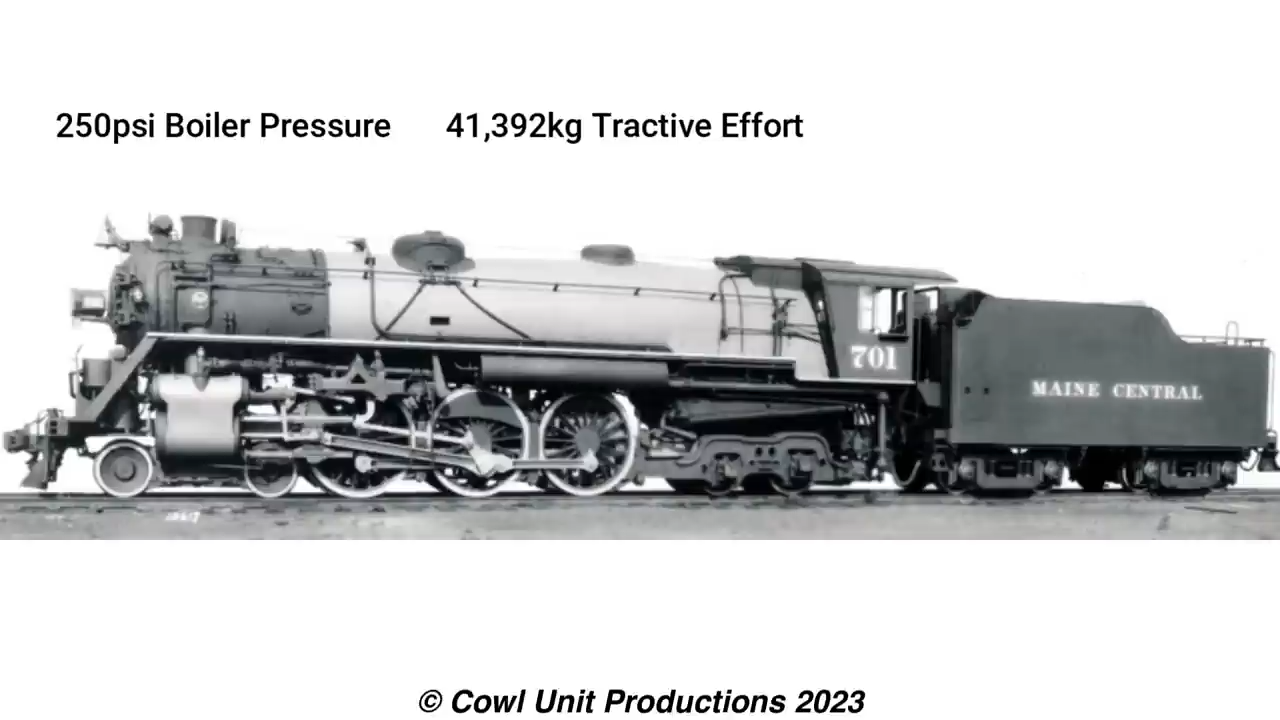 250psi Boiler Pressure 41,392kg Tractive Effort
701
MAINE CENTRAL
© Cowl Unit Productions 2023